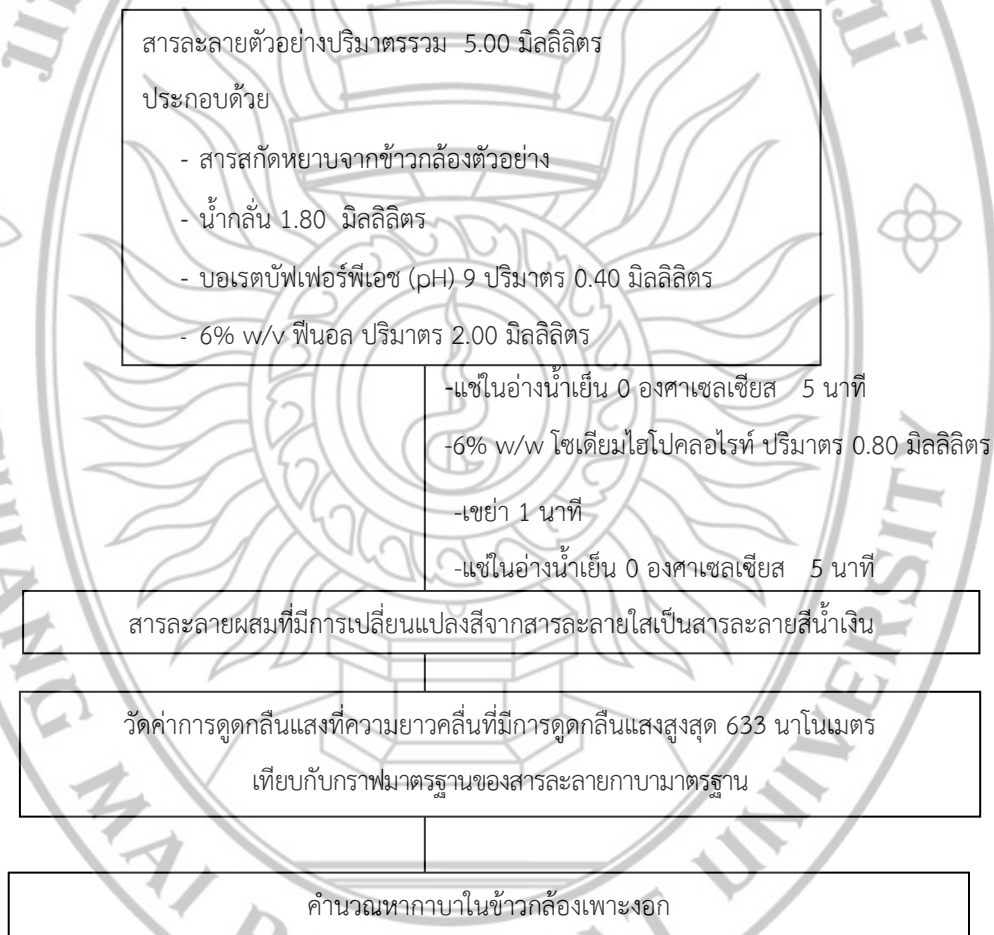 สารละลายตัวอย่างปริมาตรรวม 5.00 มิลลิลิตร
ประกอบด้วย
- สารสกัดหยาบจากข้าวกล้องตัวอย่าง
- น้ำกลั่น 1.80 มิลลิลิตร
- บอเรตบัฟเฟอร์พีเอช (pH) 9 ปริมาตร 0.40 มิลลิลิตร
- 6% w/v ฟีนอล ปริมาตร 2.00 มิลลิลิตร
-แช่ในอ่างน้ำเย็น 0 องศาเซลเซียส 5 นาที
-6% w/w โซเดียมไฮโปคลอไรท์ ปริมาตร 0.80 มิลลิลิตร
-เขย่า 1 นาที
-แช่ในอ่างน้ำเย็น 0 องศาเซลเซียส 5 นาที
สารละลายผสมที่มีการเปลี่ยนแปลงสีจากสารละลายใสเป็นสารละลายสีน้ำเงิน
วัดค่าการดูดกลืนแสงที่ความยาวคลื่นที่มีการดูดกลืนแสงสูงสุด 633 นาโนเมตร
เทียบกับกราฟมาตรฐานของสารละลายกาบามาตรฐาน
คำนวณหากาบาในข้าวกล้องเพาะงอก